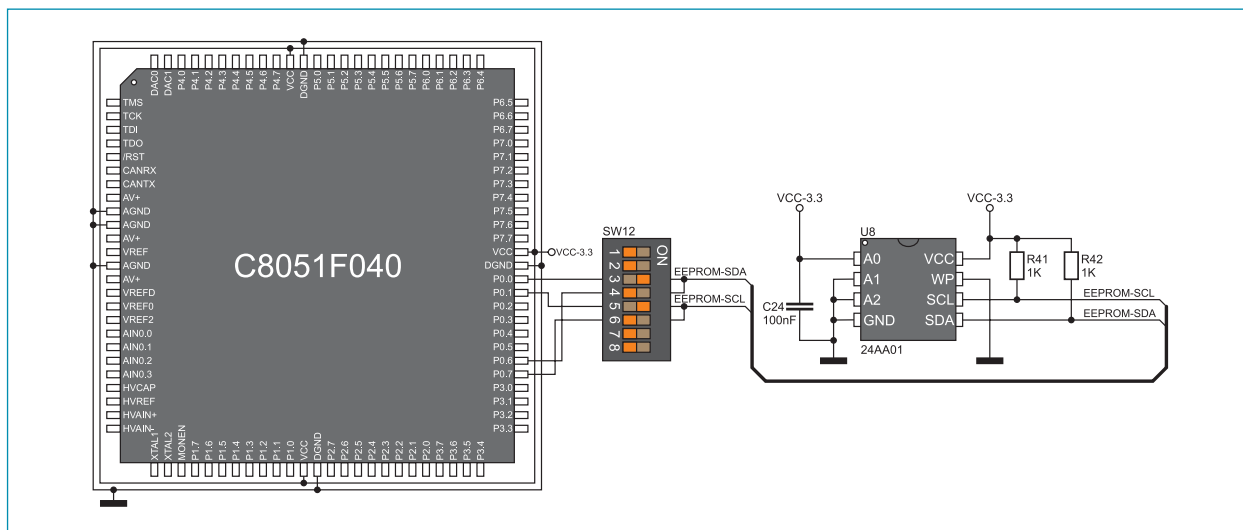 DAC0
DAC1
P4.0
P4.1
P4.2
P4.3
P4.4
P4.5
P4.6
P4.7
VCC
DGND
P5.0
P5.1
P5.2
P5.3
P5.4
P5.5
P5.6
P5.7
P6.0
P6.1
P6.2
P6.3
P6.4
TMS
TCK
TDI
TDO
/RST
CANRX
CANTX
AV+
AGND
AGND
AV+
VREF
AGND
AV+
VREFD
VREF0
VREF2
AIN0.0
AIN0.1
AIN0.2
AIN0.3
HVCAP
HVREF
HVAIN+
HVAIN-
C8051F040
P6.5
P6.6
P6.7
P7.0
P7.1
P7.2
P7.3
P7.4
P7.5
P7.6
P7.7
VCC
DGND
P0.0
P0.1
P0.2
P0.3
P0.4
P0.5
P0.6
P0.7
P3.0
P3.1
P3.2
P3.3
XTAL1
XTAL2
MONEN
P1.7
P1.6
P1.5
P1.4
P1.3
P1.2
P1.1
P1.0
VCC
DGND
P2.7
P2.6
P2.5
P2.4
P2.3
P2.2
P2.1
P2.0
P3.7
P3.6
P3.5
P3.4
VCC-3.3
SW12
ON
1
2
3
4
5
6
7
8
EEPROM-SDA
EEPROM-SCL
VCC-3.3
VCC-3.3
C24
100nF
U8
A0
A1
A2
GND
VCC
WP
SCL
SDA
24AA01
R41
1K
R42
1K
EEPROM-SCL
EEPROM-SDA